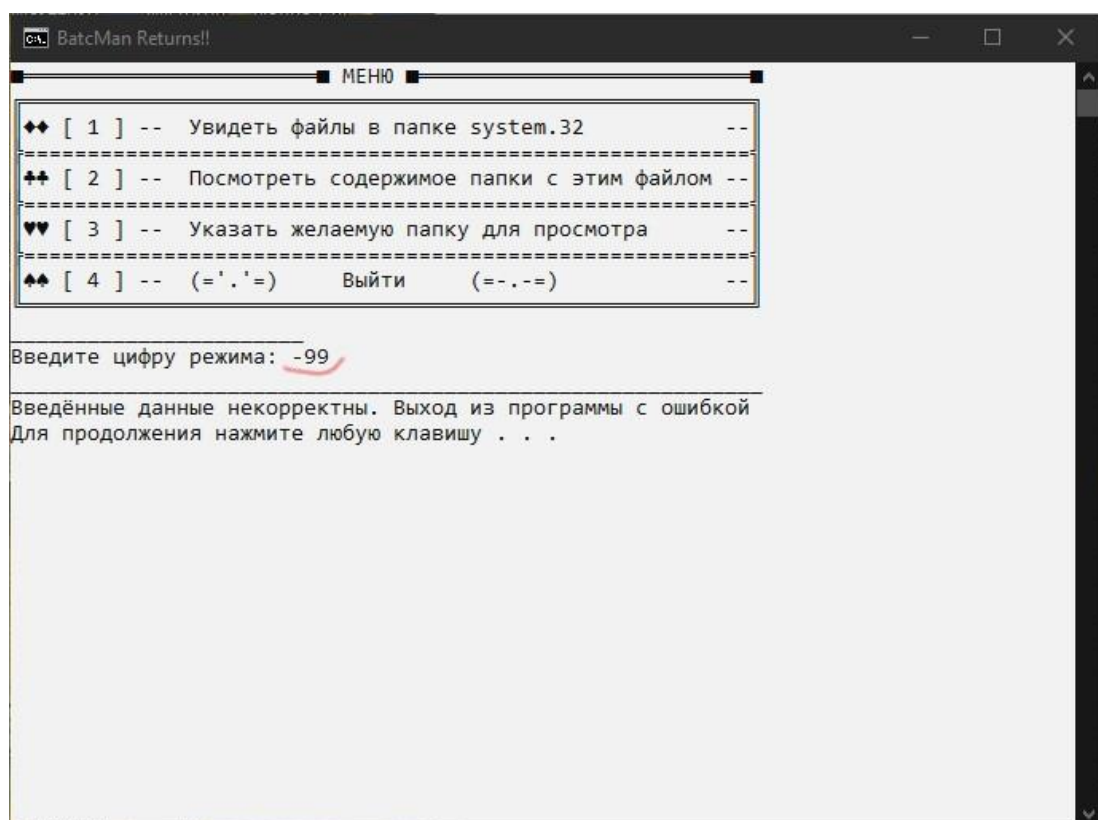 BatcMan Returns!!
МЕНЮ
♦♦ [ 1 ] -- Увидеть файлы в папке system.32 --
♣♣ [ 2 ] -- Посмотреть содержимое папки с этим файлом --
♥♥ [ 3 ] -- Указать желаемую папку для просмотра --
♠♠ [ 4 ] -- (='.'=) Выйти (=-.-=) --
Введите цифру режима: -99
Введённые данные некорректны. Выход из программы с ошибкой
Для продолжения нажмите любую клавишу . . .